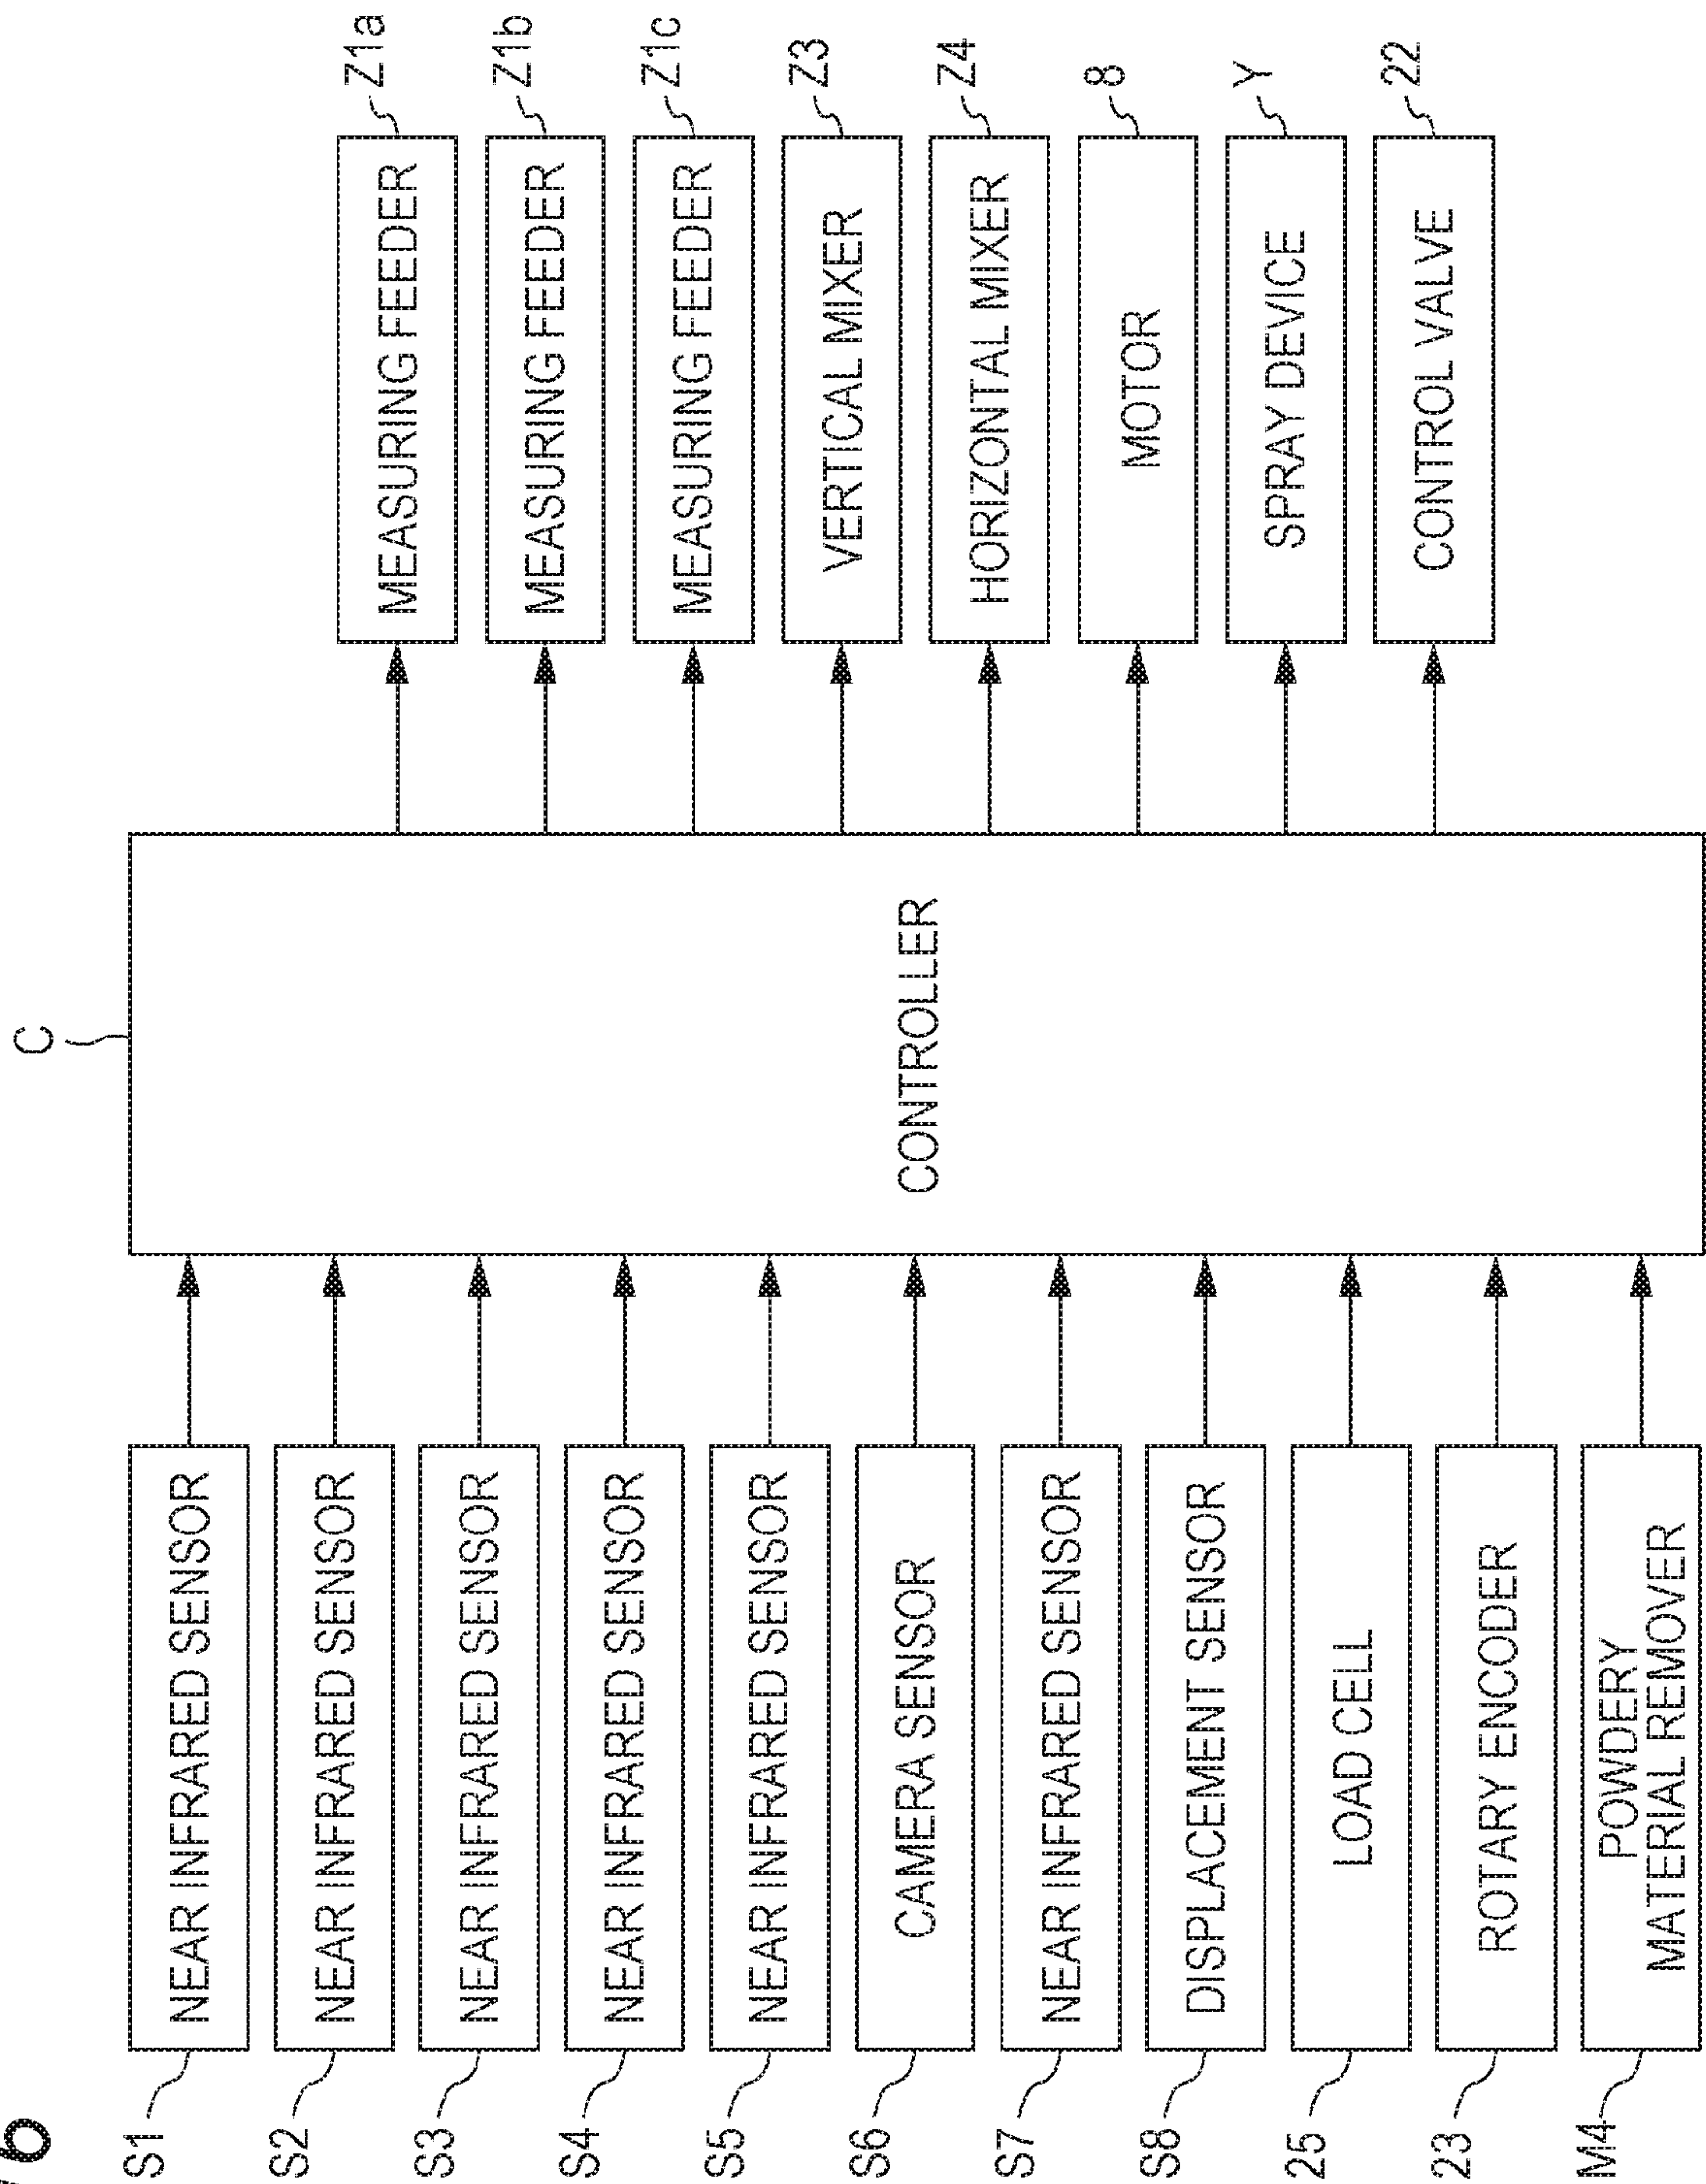 6
C
S1
NEAR INFRARED SENSOR
S2
NEAR INFRARED SENSOR
S3
NEAR INFRARED SENSOR
S4
NEAR INFRARED SENSOR
S5
NEAR INFRARED SENSOR
S6
CAMERA SENSOR
S7
NEAR INFRARED SENSOR
S8
DISPLACEMENT SENSOR
25
LOAD CELL
23
ROTARY ENCODER
M4
POWDERY
MATERIAL REMOVER
CONTROLLER
MEASURING FEEDER
Z1a
MEASURING FEEDER
Z1b
MEASURING FEEDER
Z1c
VERTICAL MIXER
Z3
HORIZONTAL MIXER
Z4
MOTOR
8
SPRAY DEVICE
Y
CONTROL VALVE
22